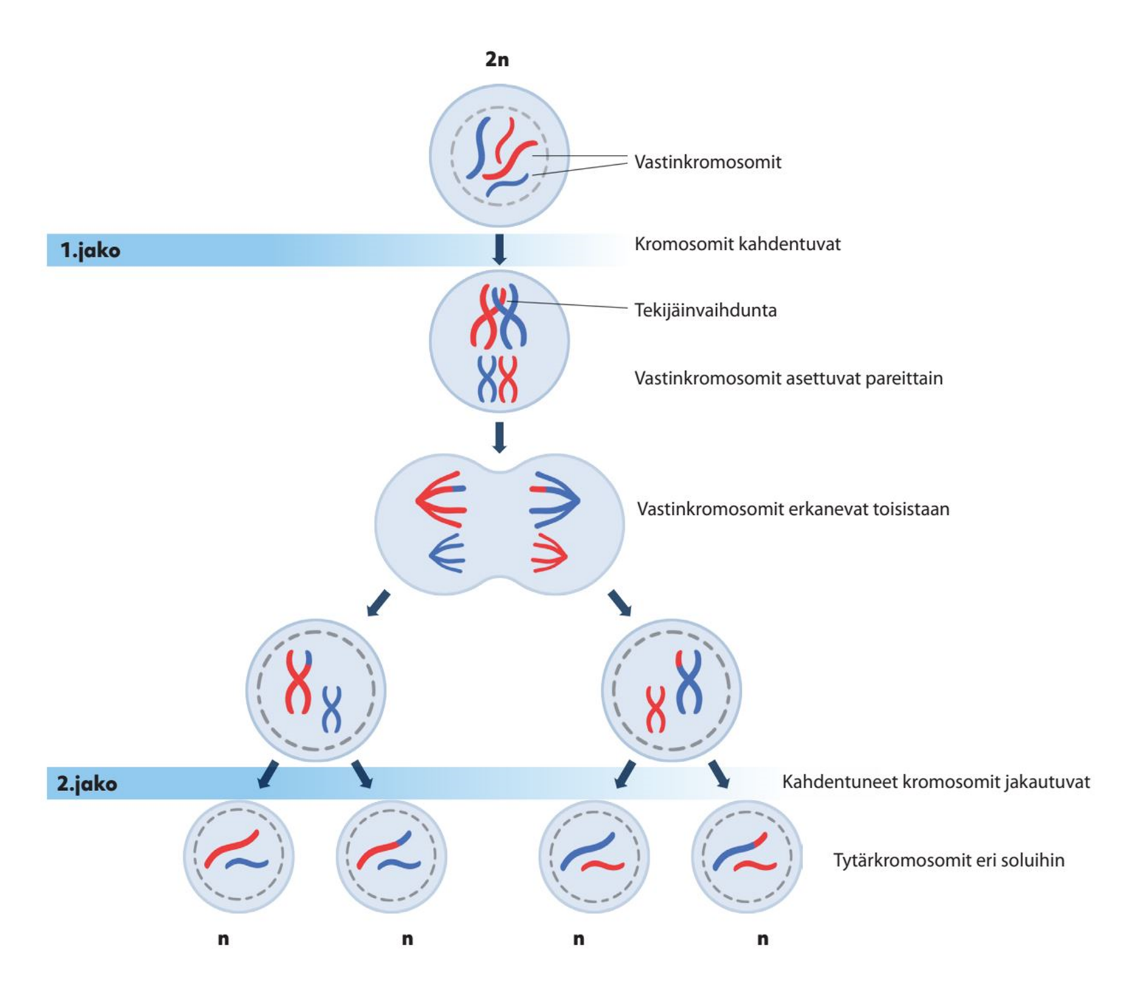 2n
Vastinkromosomit
1.jako
Kromosomit kahdentuvat
Tekijäinvaihdunta
Vastinkromosomit asettuvat pareittain
Vastinkromosomit erkanevat toisistaan
2.jako
Kahdentuneet kromosomit jakautuvat
Tytärkromosomit eri soluihin
n n n n